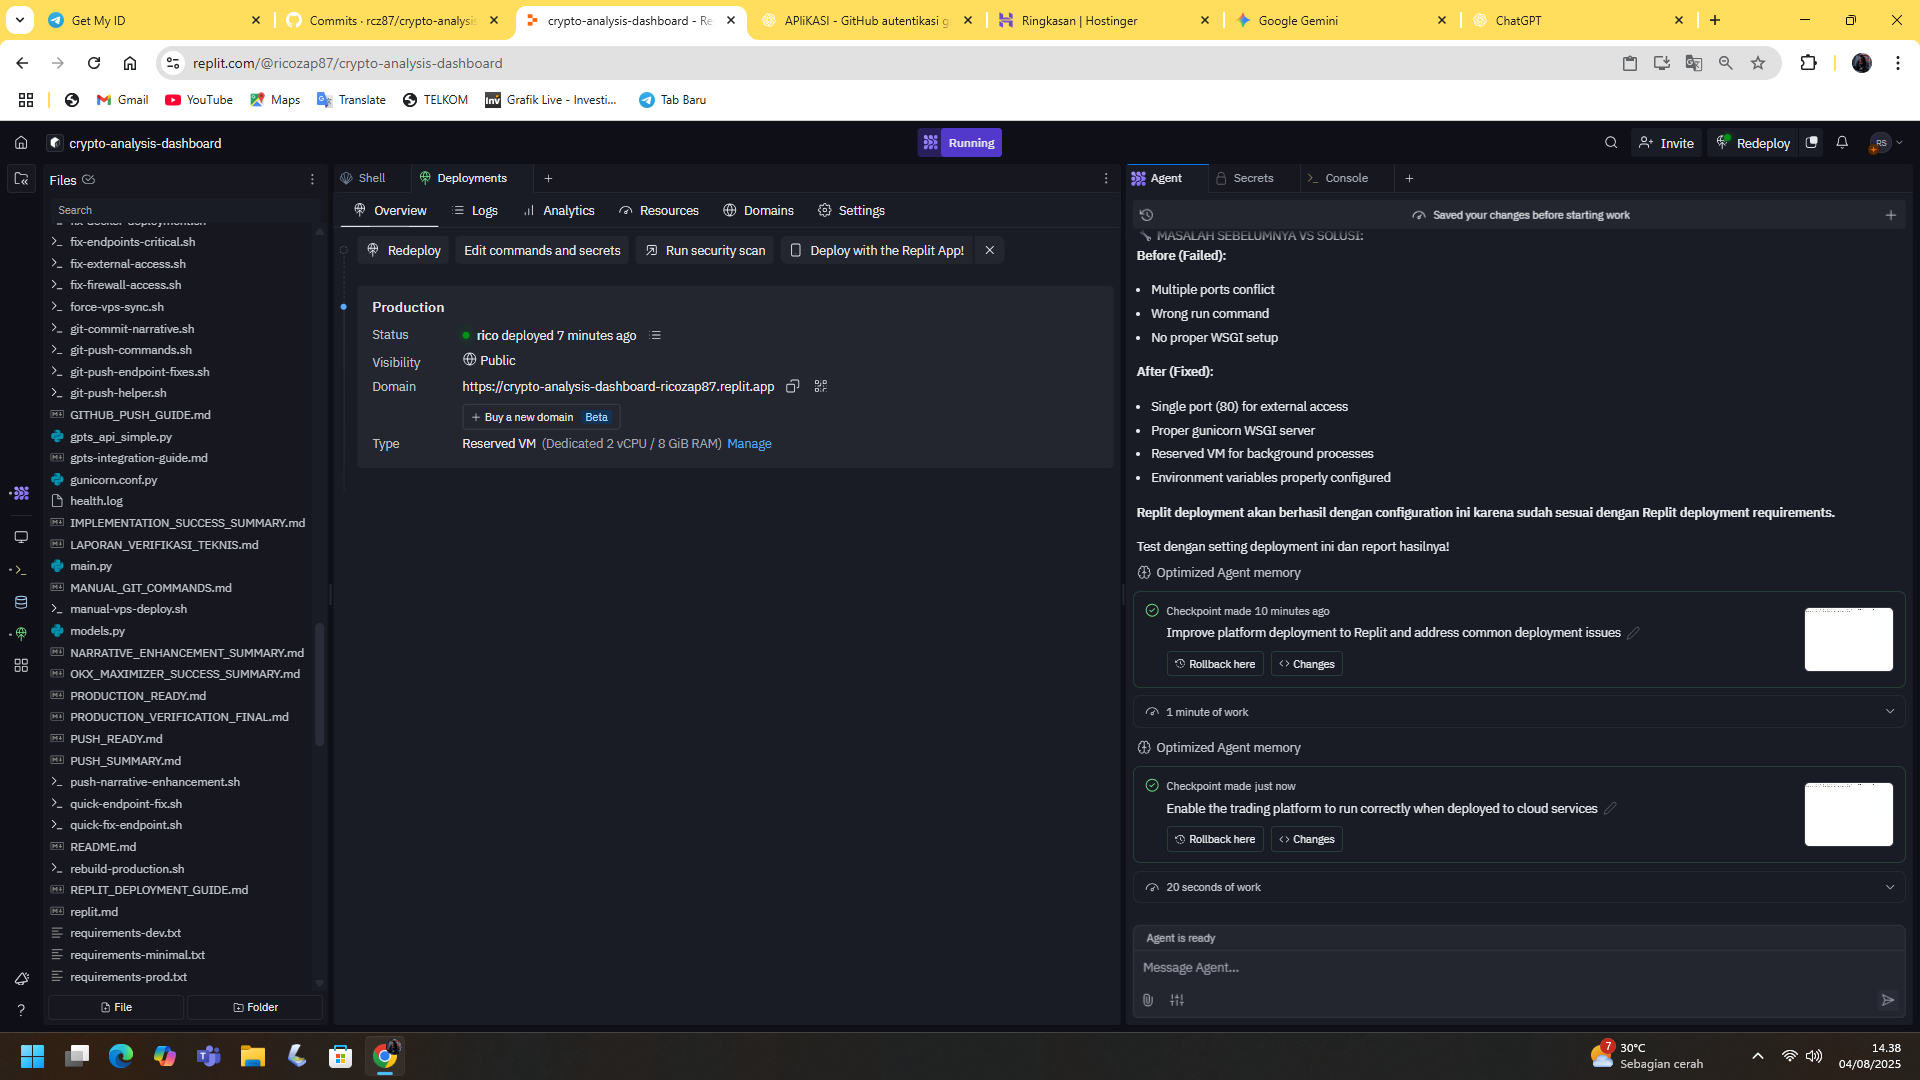 Get My ID
Commits · rcz87/crypto-analysis
crypto-analysis-dashboard - Re
APliKASI - GitHub autentikasi g
Ringkasan | Hostinger
Google Gemini
ChatGPT
replit.com/@ricozap87/crypto-analysis-dashboard
Gmail
YouTube
Maps
Translate
TELKOM
Inv
Grafik Live - Investi...
Tab Baru
crypto-analysis-dashboard
Running
Invite
Redeploy
RS
Files
Search
fix-endpoints-critical.sh
fix-external-access.sh
fix-firewall-access.sh
force-vps-sync.sh
git-commit-narrative.sh
git-push-commands.sh
git-push-endpoint-fixes.sh
git-push-helper.sh
GITHUB_PUSH_GUIDE.md
gpts_api_simple.py
gpts-integration-guide.md
gunicorn.conf.py
health.log
IMPLEMENTATION_SUCCESS_SUMMARY.md
LAPORAN_VERIFIKASI_TEKNIS.md
main.py
MANUAL_GIT_COMMANDS.md
manual-vps-deploy.sh
models.py
NARRATIVE_ENHANCEMENT_SUMMARY.md
OKX_MAXIMIZER_SUCCESS_SUMMARY.md
PRODUCTION_READY.md
PRODUCTION_VERIFICATION_FINAL.md
PUSH_READY.md
PUSH_SUMMARY.md
push-narrative-enhancement.sh
quick-endpoint-fix.sh
quick-fix-endpoint.sh
README.md
rebuild-production.sh
REPLIT_DEPLOYMENT_GUIDE.md
replit.md
requirements-dev.txt
requirements-minimal.txt
requirements-prod.txt
File
Folder
Shell
Deployments
Overview
Logs
Analytics
Resources
Domains
Settings
Redeploy
Edit commands and secrets
Run security scan
Deploy with the Replit App!
Production
Status
rico deployed 7 minutes ago
Visibility
Public
Domain
https://crypto-analysis-dashboard-ricozap87.replit.app
+ Buy a new domain Beta
Type
Reserved VM (Dedicated 2 vCPU / 8 GiB RAM) Manage
Agent
Secrets
Console
Saved your changes before starting work
MASALAH SEBELUMNYA VS SOLUSI:
Before (Failed):
• Multiple ports conflict
• Wrong run command
• No proper WSGI setup
After (Fixed):
• Single port (80) for external access
• Proper gunicorn WSGI server
• Reserved VM for background processes
• Environment variables properly configured
Replit deployment akan berhasil dengan configuration ini karena sudah sesuai dengan Replit deployment requirements.
Test dengan setting deployment ini dan report hasilnya!
Optimized Agent memory
Checkpoint made 10 minutes ago
Improve platform deployment to Replit and address common deployment issues
Rollback here
Changes
1 minute of work
Optimized Agent memory
Checkpoint made just now
Enable the trading platform to run correctly when deployed to cloud services
Rollback here
Changes
20 seconds of work
Agent is ready
Message Agent...
7
30°C
Sebagian cerah
14.38
04/08/2025